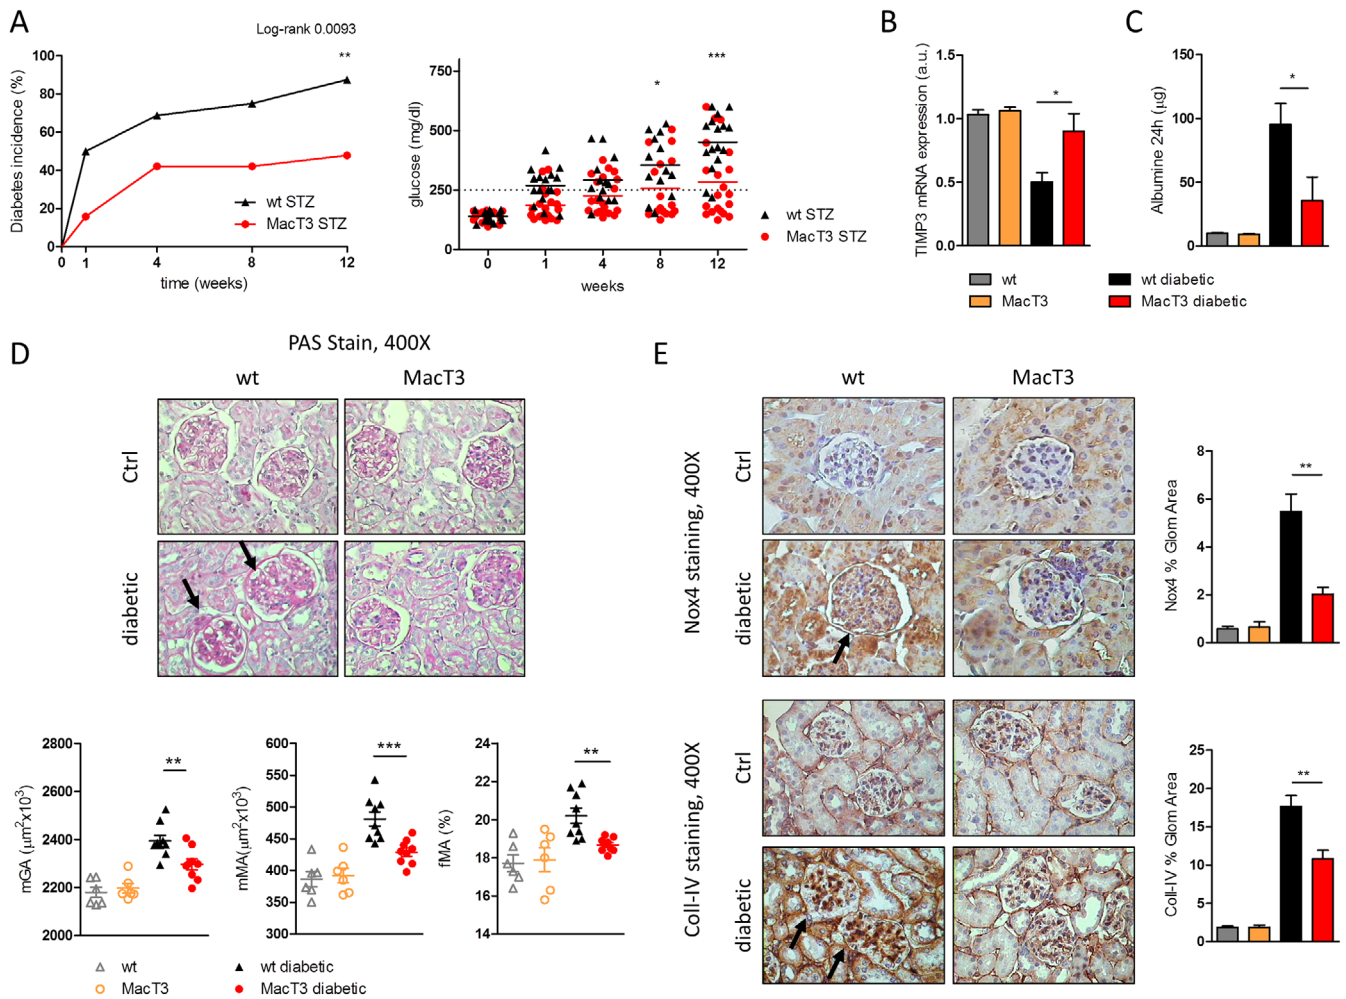 A
Log-rank 0.0093
Diabetes incidence (%)
100
80
60
40
20
0
**
wt STZ
MacT3 STZ
0 1 4 8 12
time (weeks)
glucose (mg/dl)
750
500
250
0
*
***
wt STZ
MacT3 STZ
0 1 4 8 12
weeks
B
TIMP3 mRNA expression (a.u.)
1.5
1.0
0.5
0.0
*
C
Albumine 24h (μg)
150
100
50
0
*
wt
MacT3
wt diabetic
MacT3 diabetic
D
PAS Stain, 400X
wt MacT3
Ctrl
diabetic
mGA (μm²x10³)
2800
2600
2400
2200
2000
**
mMA(μm²x10³)
600
550
500
450
400
350
300
***
fMA (%)
24
22
20
18
16
14
**
wt
MacT3
wt diabetic
MacT3 diabetic
E
wt MacT3
Nox4 staining, 400X
Ctrl
diabetic
Nox4 % Glom Area
8
6
4
2
0
**
Coll-IV staining, 400X
Ctrl
diabetic
Coll-IV % Glom Area
25
20
15
10
5
0
**